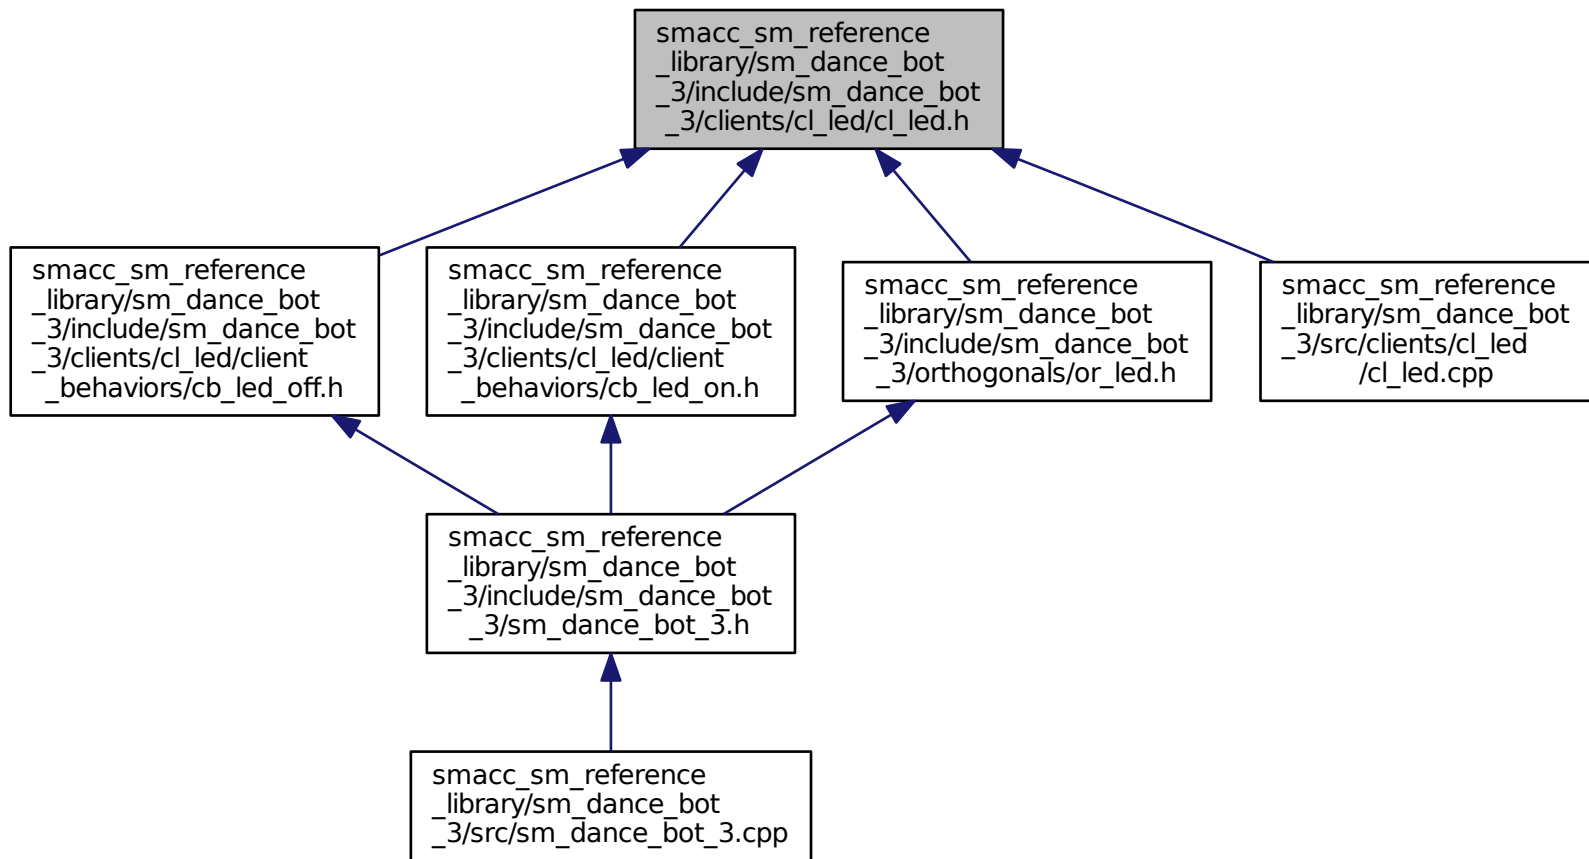 smacc_sm_reference
_library/sm_dance_bot
_3/include/sm_dance_bot
_3/clients/cl_led/cl_led.h
smacc_sm_reference
_library/sm_dance_bot
_3/include/sm_dance_bot
_3/clients/cl_led/client
_behaviors/cb_led_off.h
smacc_sm_reference
_library/sm_dance_bot
_3/include/sm_dance_bot
_3/clients/cl_led/client
_behaviors/cb_led_on.h
smacc_sm_reference
_library/sm_dance_bot
_3/include/sm_dance_bot
_3/orthogonals/or_led.h
smacc_sm_reference
_library/sm_dance_bot
_3/src/clients/cl_led
/cl_led.cpp
smacc_sm_reference
_library/sm_dance_bot
_3/include/sm_dance_bot
_3/sm_dance_bot_3.h
smacc_sm_reference
_library/sm_dance_bot
_3/src/sm_dance_bot_3.cpp